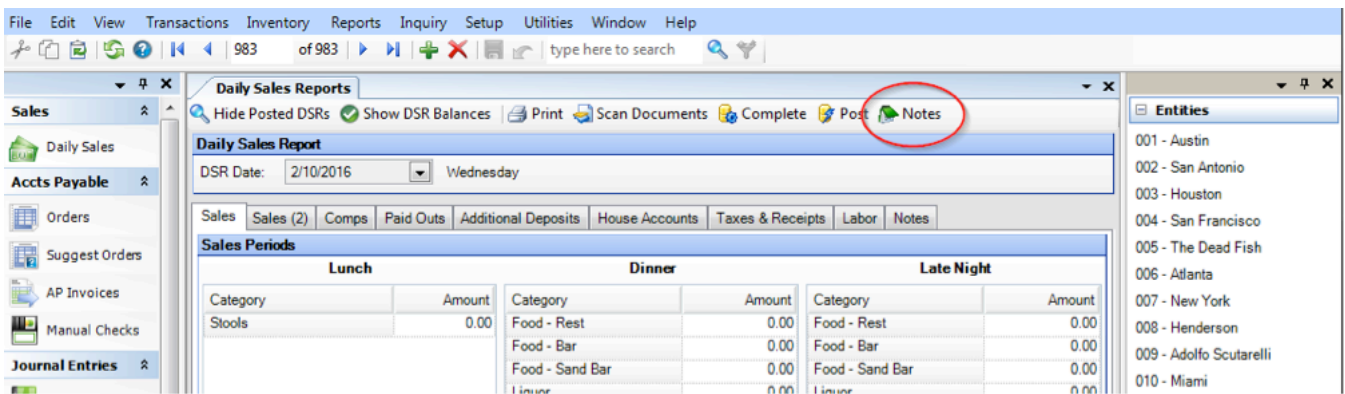 File Edit View Transactions Inventory Reports Inquiry Setup Utilities Window Help
983 of 983 type here to search
Sales
Daily Sales
Accts Payable
Orders
Suggest Orders
AP Invoices
Manual Checks
Journal Entries
Daily Sales Reports
Hide Posted DSRs Show DSR Balances Print Scan Documents Complete Post Notes
Daily Sales Report
DSR Date: 2/10/2016 Wednesday
Sales Sales (2) Comps Paid Outs Additional Deposits House Accounts Taxes & Receipts Labor Notes
Sales Periods
Lunch Dinner Late Night
Category Amount Category Amount Category Amount
Stools 0.00 Food - Rest 0.00 Food - Rest 0.00
Food - Bar 0.00 Food - Bar 0.00
Food - Sand Bar 0.00 Food - Sand Bar 0.00
Liquor 0.00 Liquor 0.00
Entities
001 - Austin
002 - San Antonio
003 - Houston
004 - San Francisco
005 - The Dead Fish
006 - Atlanta
007 - New York
008 - Henderson
009 - Adolfo Scutarelli
010 - Miami